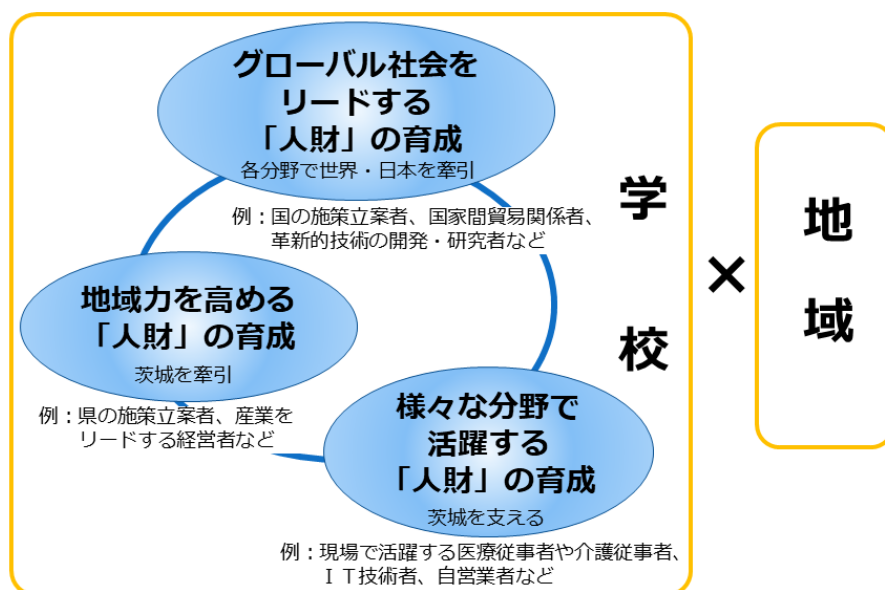 グローバル社会を
リードする
「人財」の育成
各分野で世界・日本を牽引
例：国の施策立案者、国家間貿易関係者、
革新的技術の開発・研究者など
地域力を高める
「人財」の育成
茨城を牽引
例：県の施策立案者、産業を
リードする経営者など
様々な分野で
活躍する
「人財」の育成
茨城を支える
例：現場で活躍する医療従事者や介護従事者、
ＩＴ技術者、自営業者など
学校
×
地域